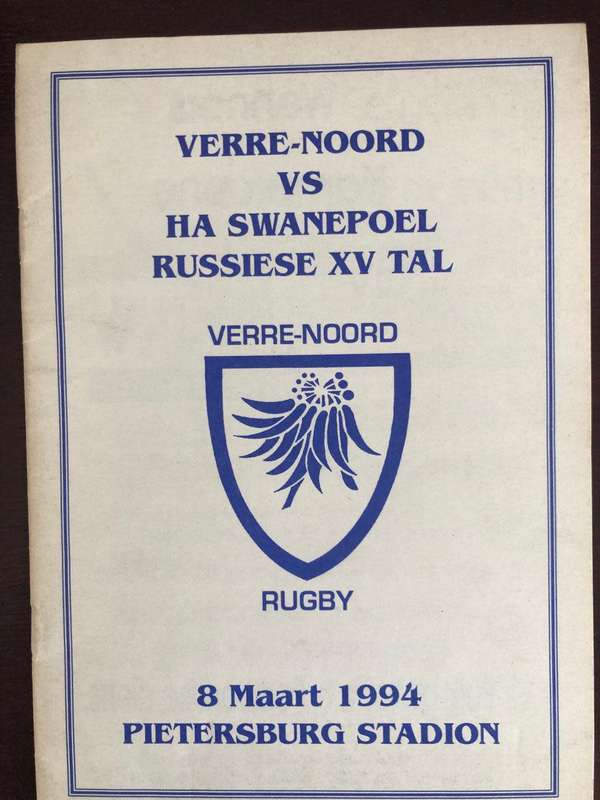 VERRE-NOORD
VS
HA SWANEPOEL
RUSSIESE XV TAL
VERRE-NOORD
RUGBY
8 Maart 1994
PIETERSBURG STADION